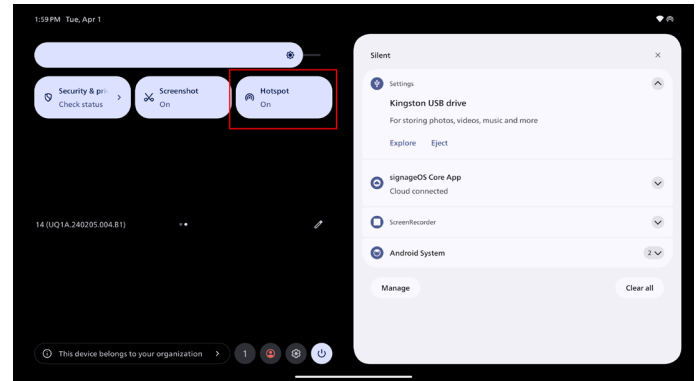 1:59 PM Tue, Apr 1
Security & pri
Check status
Screenshot
On
Hotspot
On
14 (UQ1A.240205.004.B1)
This device belongs to your organization
1
Silent
Settings
Kingston USB drive
For storing photos, videos, music and more
Explore Eject
signageOS Core App
Cloud connected
ScreenRecorder
Android System
2
Manage Clear all